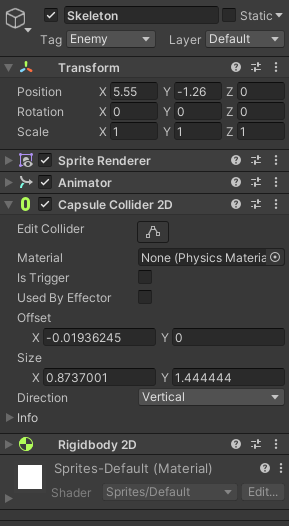 Skeleton Static
Tag Enemy Layer Default
Transform
Position X 5.55 Y -1.26 Z 0
Rotation X 0 Y 0 Z 0
Scale X 1 Y 1 Z 1
Sprite Renderer
Animator
Capsule Collider 2D
Edit Collider
Material None (Physics Materia
Is Trigger
Used By Effector
Offset
X -0.01936245 Y 0
Size
X 0.8737001 Y 1.444444
Direction Vertical
Info
Rigidbody 2D
Sprites-Default (Material)
Shader Sprites/Default Edit...